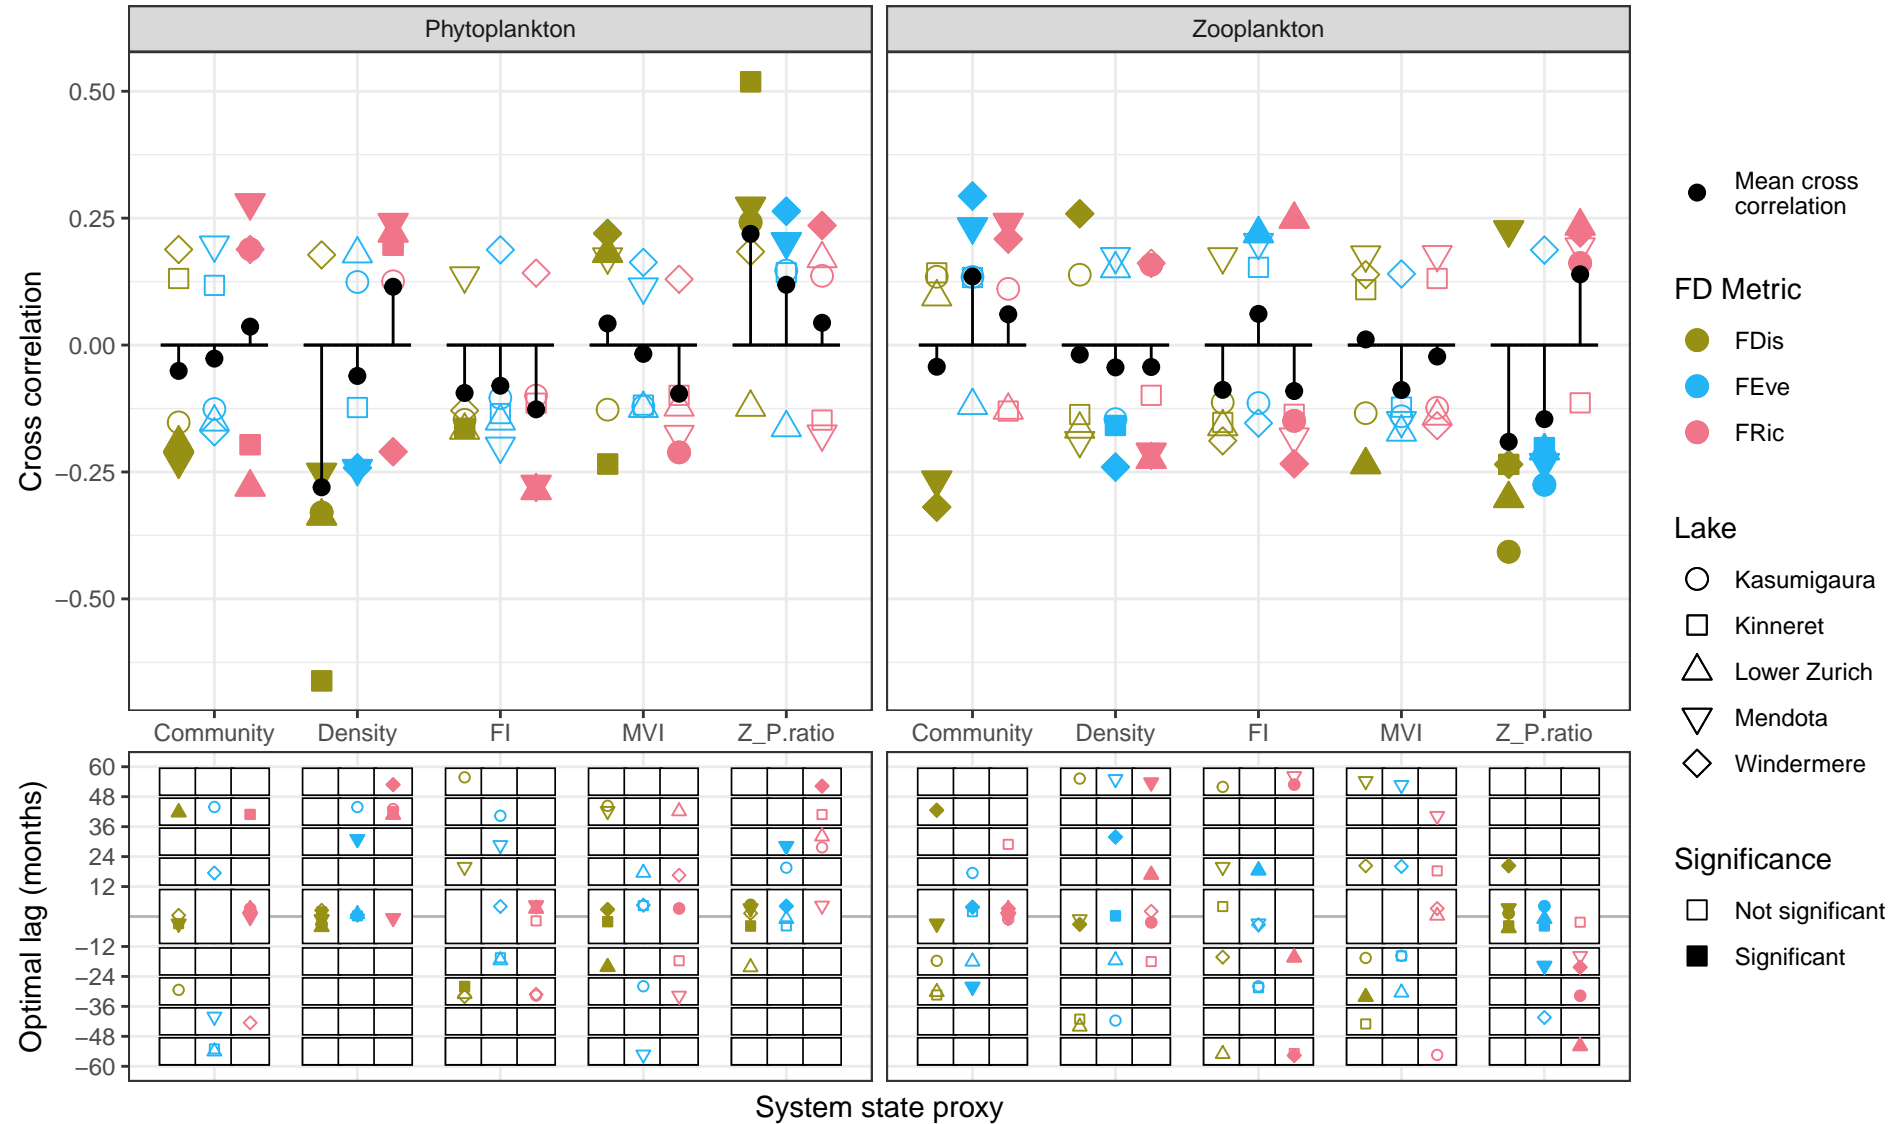 Phytoplankton
Zooplankton
Cross correlation
0.50
0.25
0.00
−0.25
−0.50
Community
Density
FI
MVI
Z_P.ratio
Community
Density
FI
MVI
Z_P.ratio
Optimal lag (months)
60
48
36
24
12
−12
−24
−36
−48
−60
System state proxy
Mean cross
correlation
FD Metric
FDis
FEve
FRic
Lake
Kasumigaura
Kinneret
Lower Zurich
Mendota
Windermere
Significance
Not significant
Significant